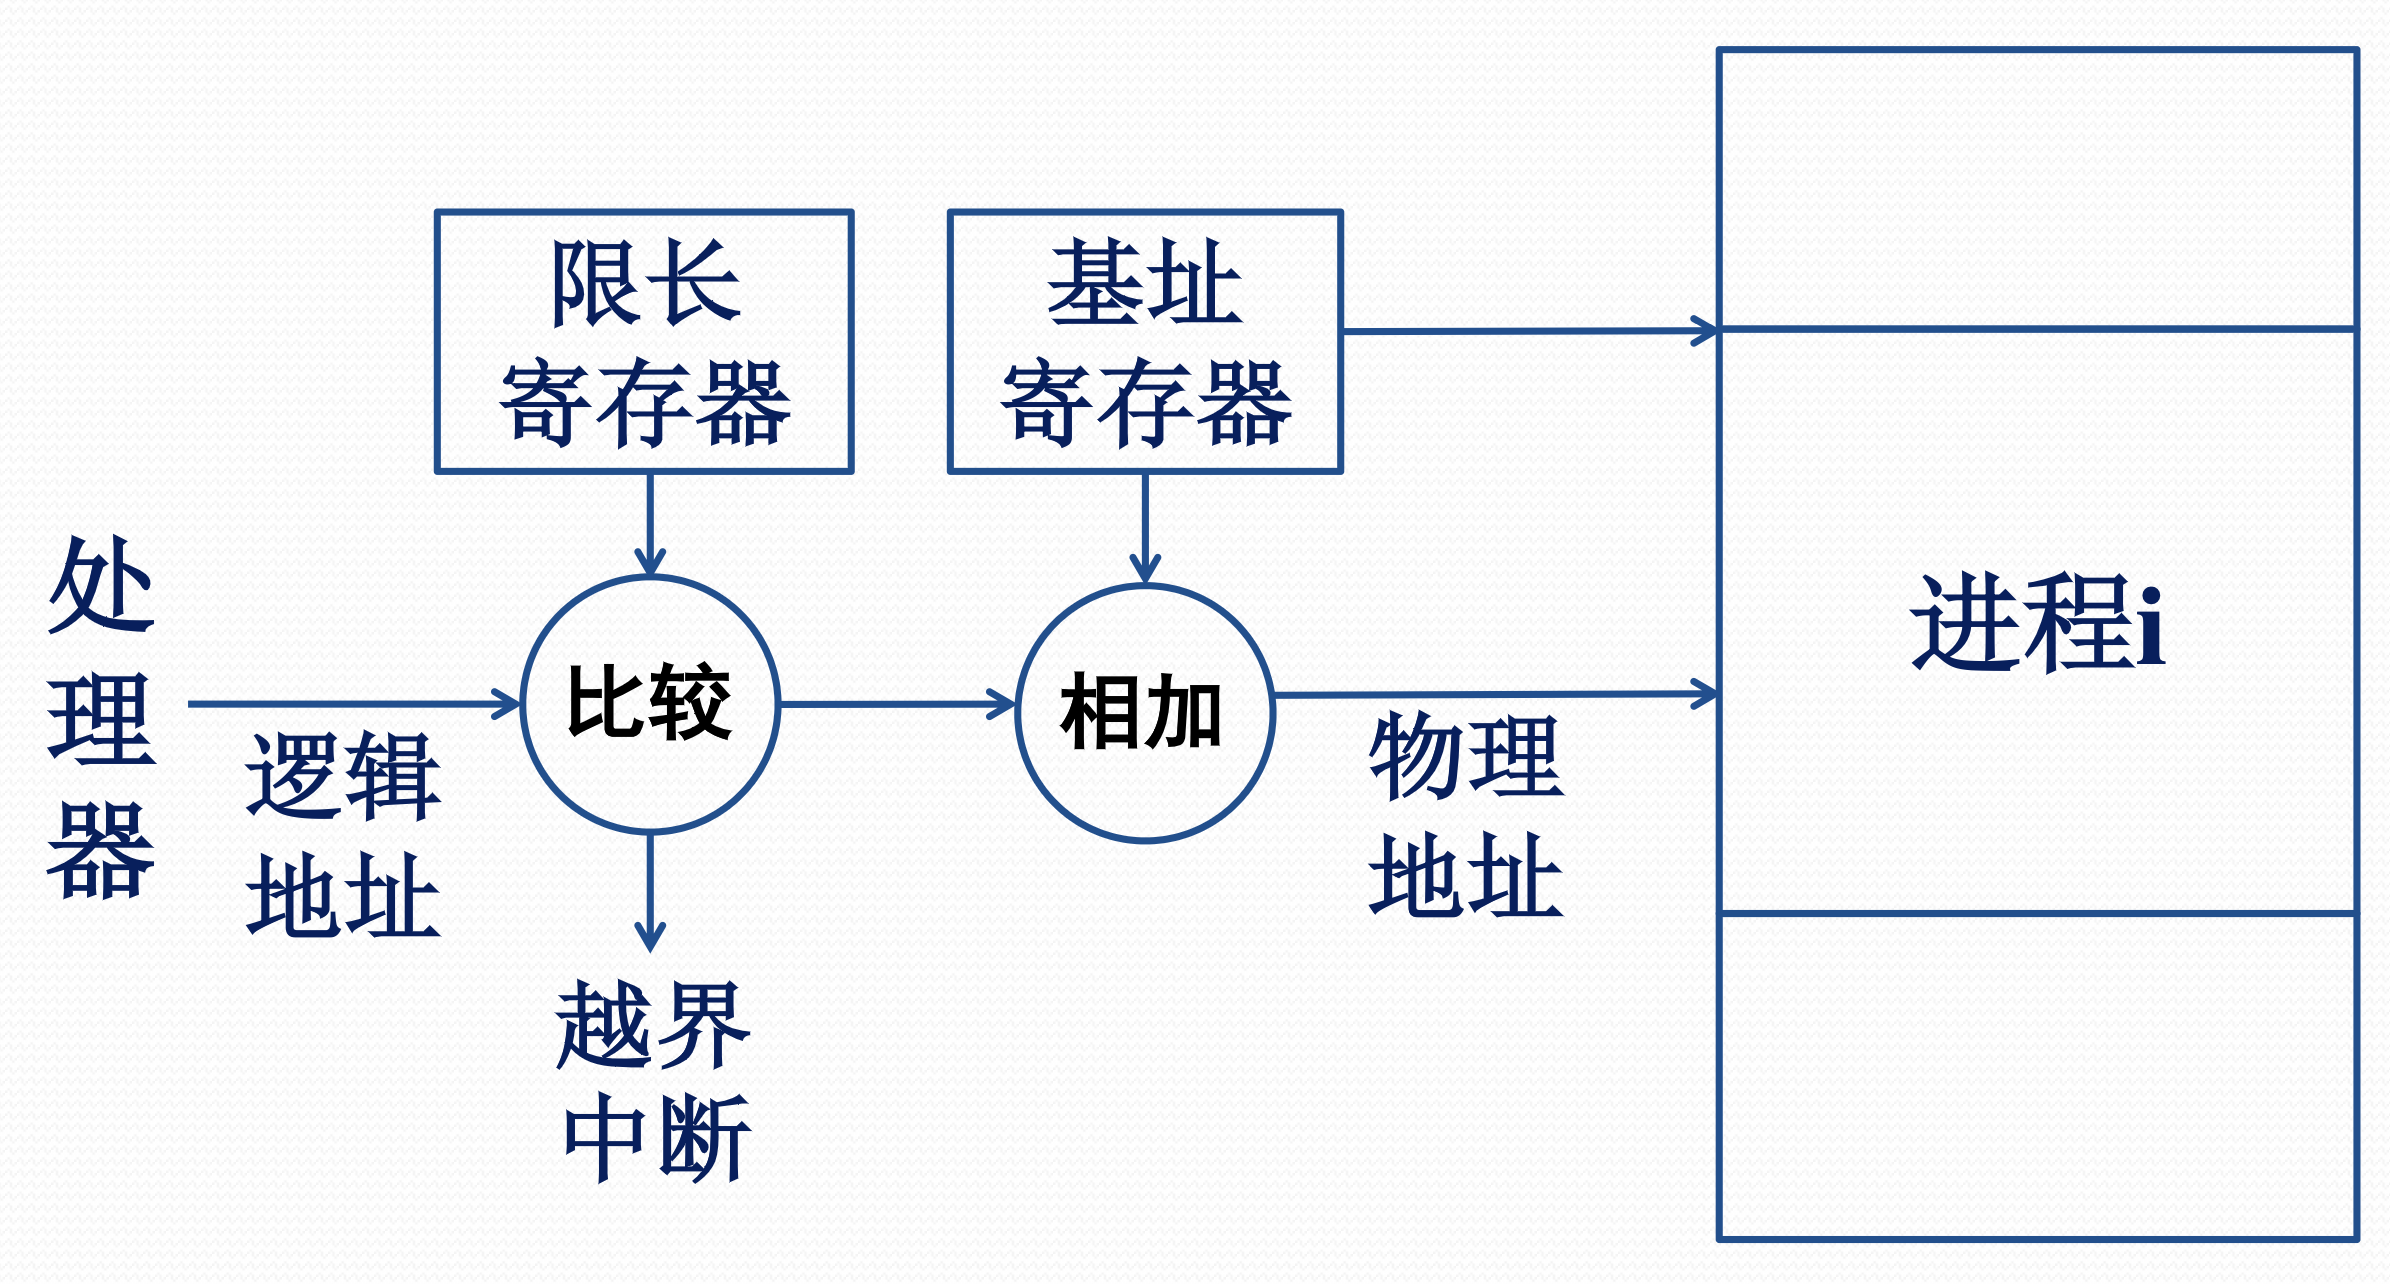 限长
寄存器
基址
寄存器
处
理
器
逻辑
地址
比较
相加
物理
地址
进程i
越界
中断